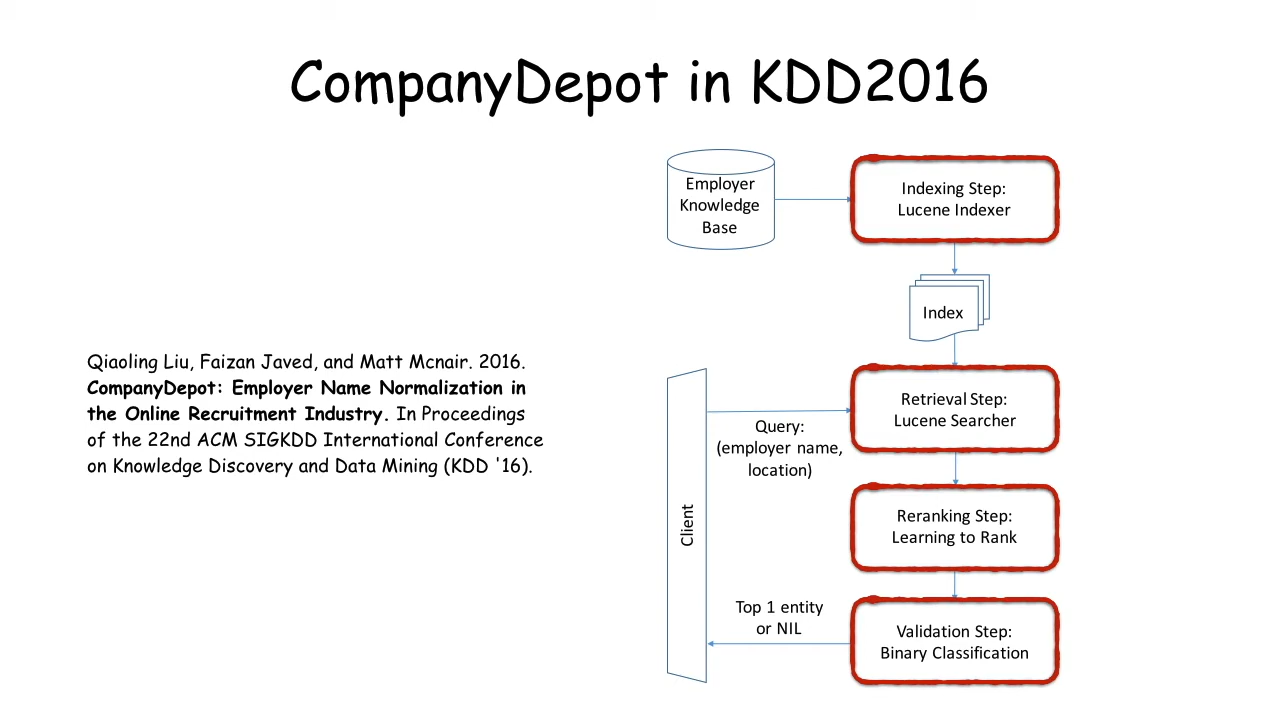 CompanyDepot in KDD2016
Qiaoling Liu, Faizan Javed, and Matt Mcnair. 2016.
CompanyDepot: Employer Name Normalization in
the Online Recruitment Industry. In Proceedings
of the 22nd ACM SIGKDD International Conference
on Knowledge Discovery and Data Mining (KDD '16).
Employer
Knowledge
Base
Indexing Step:
Lucene Indexer
Index
Retrieval Step:
Lucene Searcher
Query:
(employer name,
location)
Client
Reranking Step:
Learning to Rank
Top 1 entity
or NIL
Validation Step:
Binary Classification